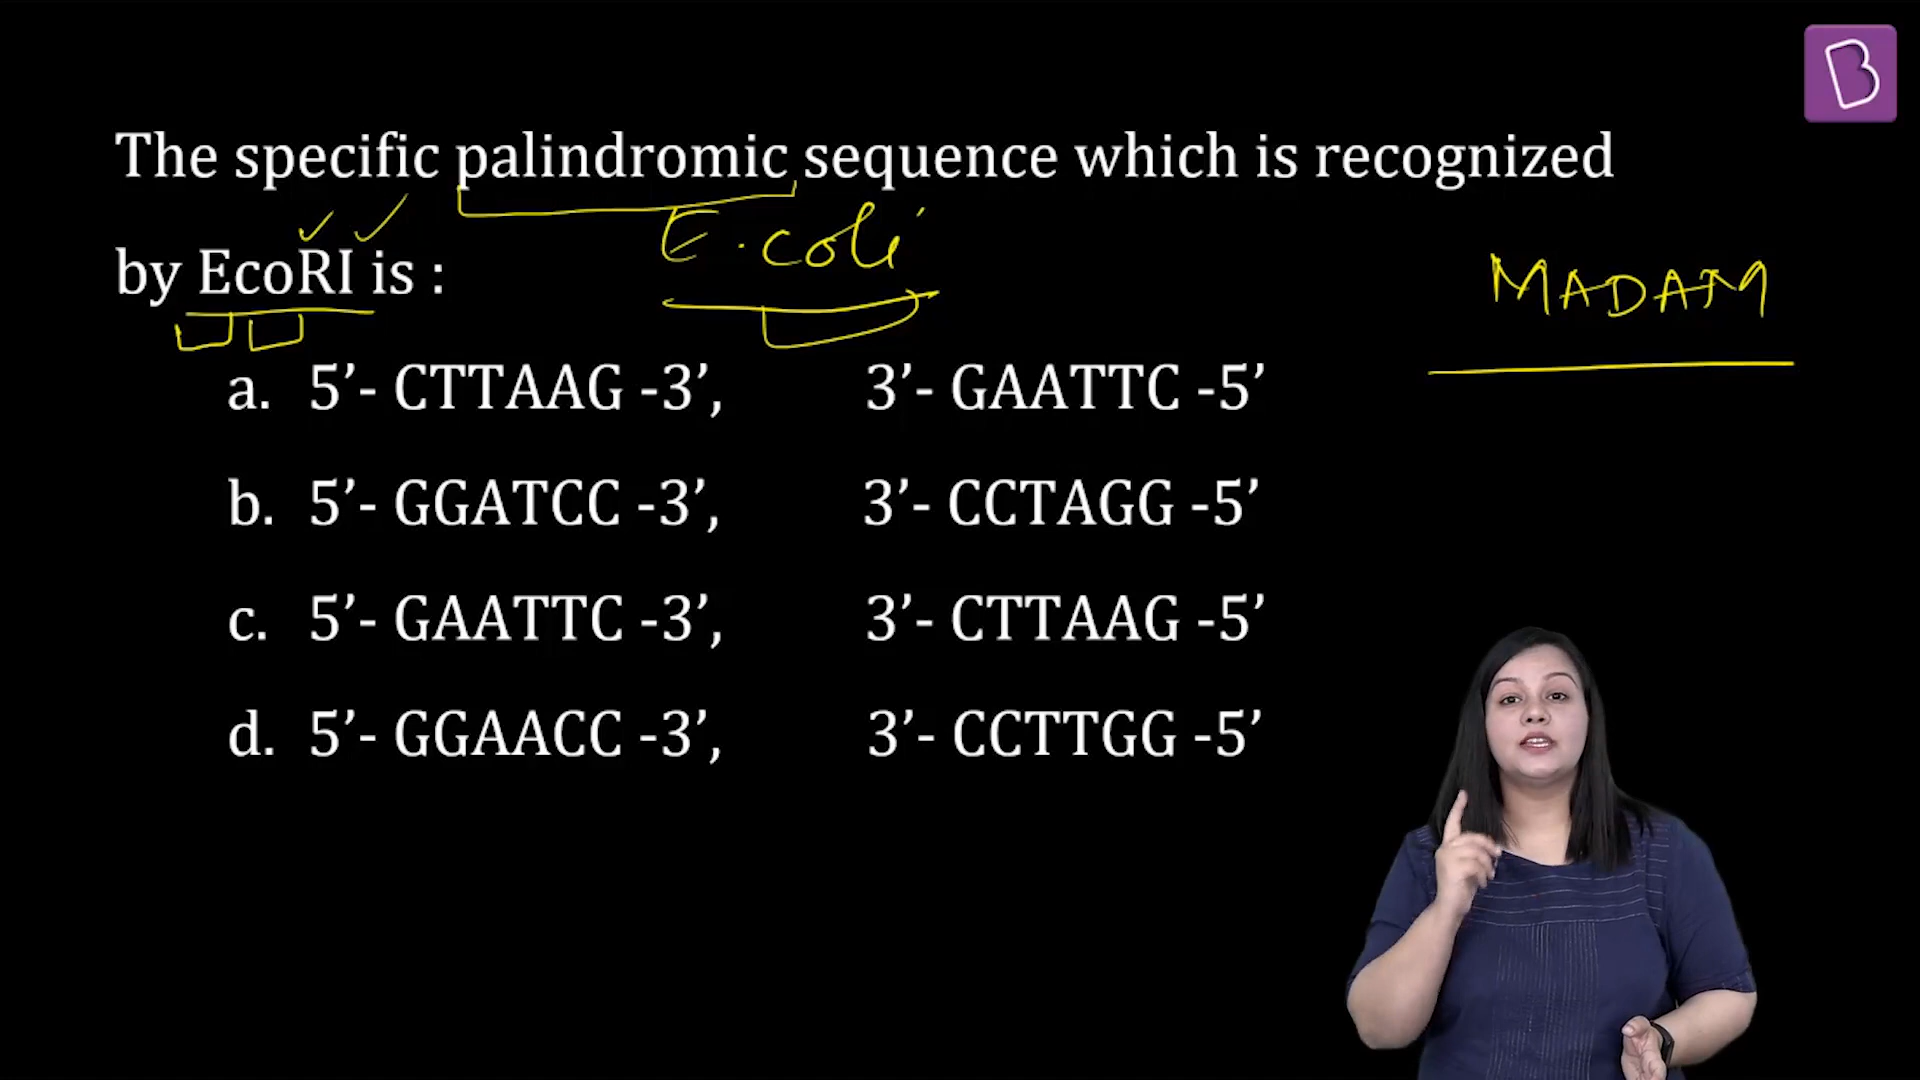 The specific palindromic sequence which is recognized
E.coli
by EcoRI is :
MADAM
a. 5’- CTTAAG -3’, 3’- GAATTC -5’
b. 5’- GGATCC -3’, 3’- CCTAGG -5’
c. 5’- GAATTC -3’, 3’- CTTAAG -5’
d. 5’- GGAACC -3’, 3’- CCTTGG -5’
B